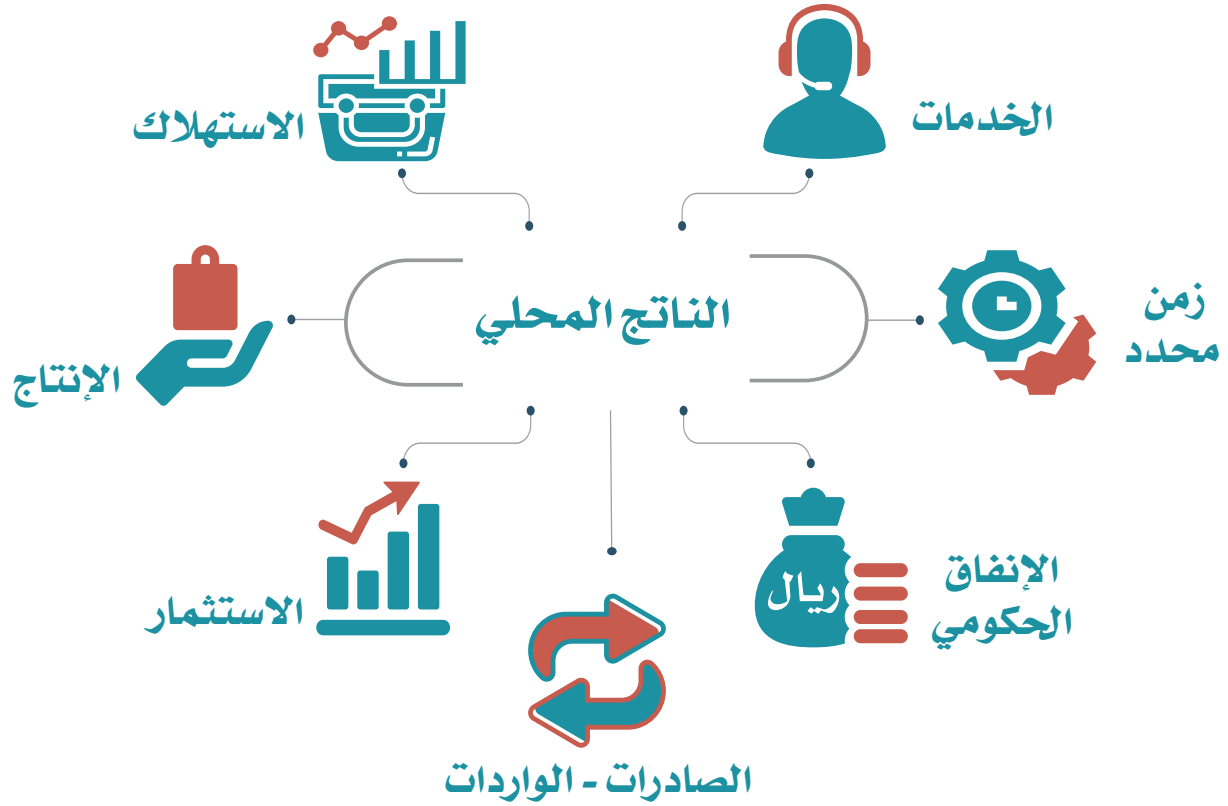 الخدمات
الاستهلاك
الناتج المحلي
زمن
محدد
الإنتاج
الإنفاق
الحكومي
ريال
الاستثمار
الصادرات - الواردات